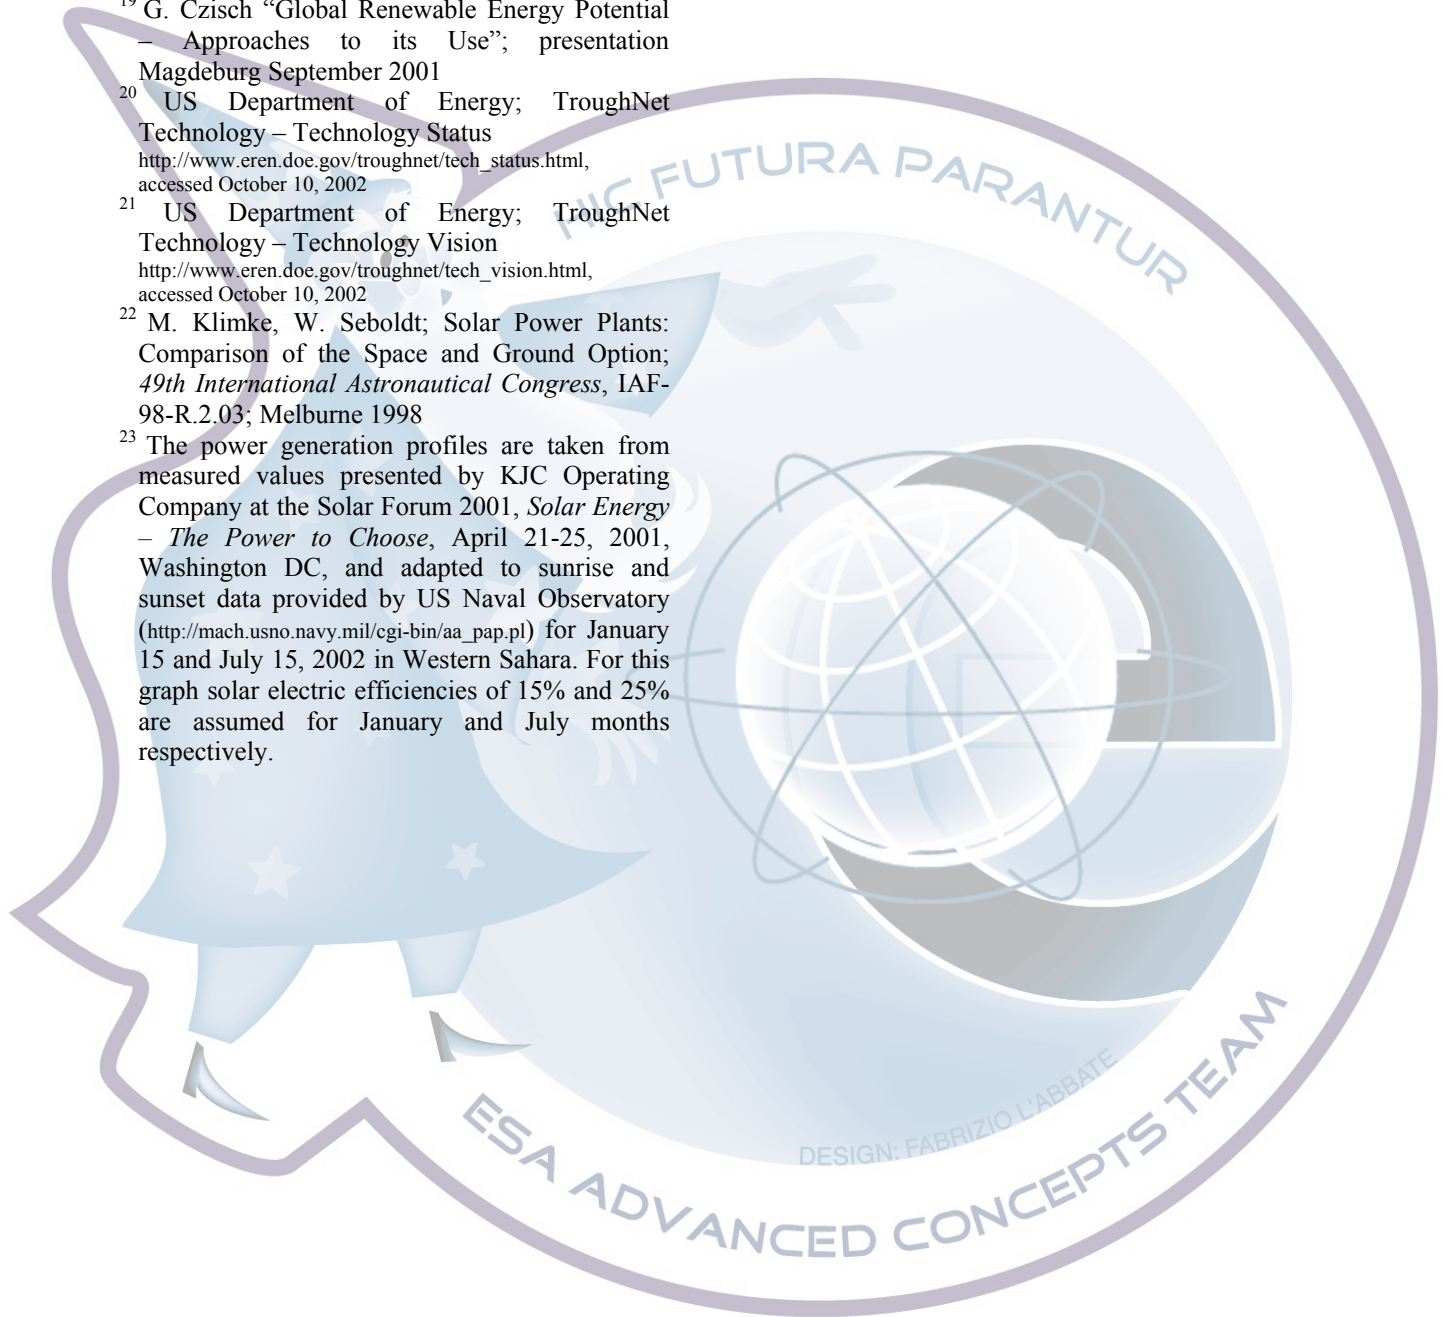 19 G. Czisch “Global Renewable Energy Potential
– Approaches to its Use”; presentation
Magdeburg September 2001
20 US Department of Energy; TroughNet
Technology – Technology Status
http://www.eren.doe.gov/troughnet/tech_status.html,
accessed October 10, 2002
21 US Department of Energy; TroughNet
Technology – Technology Vision
http://www.eren.doe.gov/troughnet/tech_vision.html,
accessed October 10, 2002
22 M. Klimke, W. Seboldt; Solar Power Plants:
Comparison of the Space and Ground Option;
49th International Astronautical Congress, IAF-
98-R.2.03; Melburne 1998
23 The power generation profiles are taken from
measured values presented by KJC Operating
Company at the Solar Forum 2001, Solar Energy
– The Power to Choose, April 21-25, 2001,
Washington DC, and adapted to sunrise and
sunset data provided by US Naval Observatory
(http://mach.usno.navy.mil/cgi-bin/aa_pap.pl) for January
15 and July 15, 2002 in Western Sahara. For this
graph solar electric efficiencies of 15% and 25%
are assumed for January and July months
respectively.
HIC FUTURA PARANTUR
DESIGN: FABRIZIO L'ABBATE
ESA ADVANCED CONCEPTS TEAM